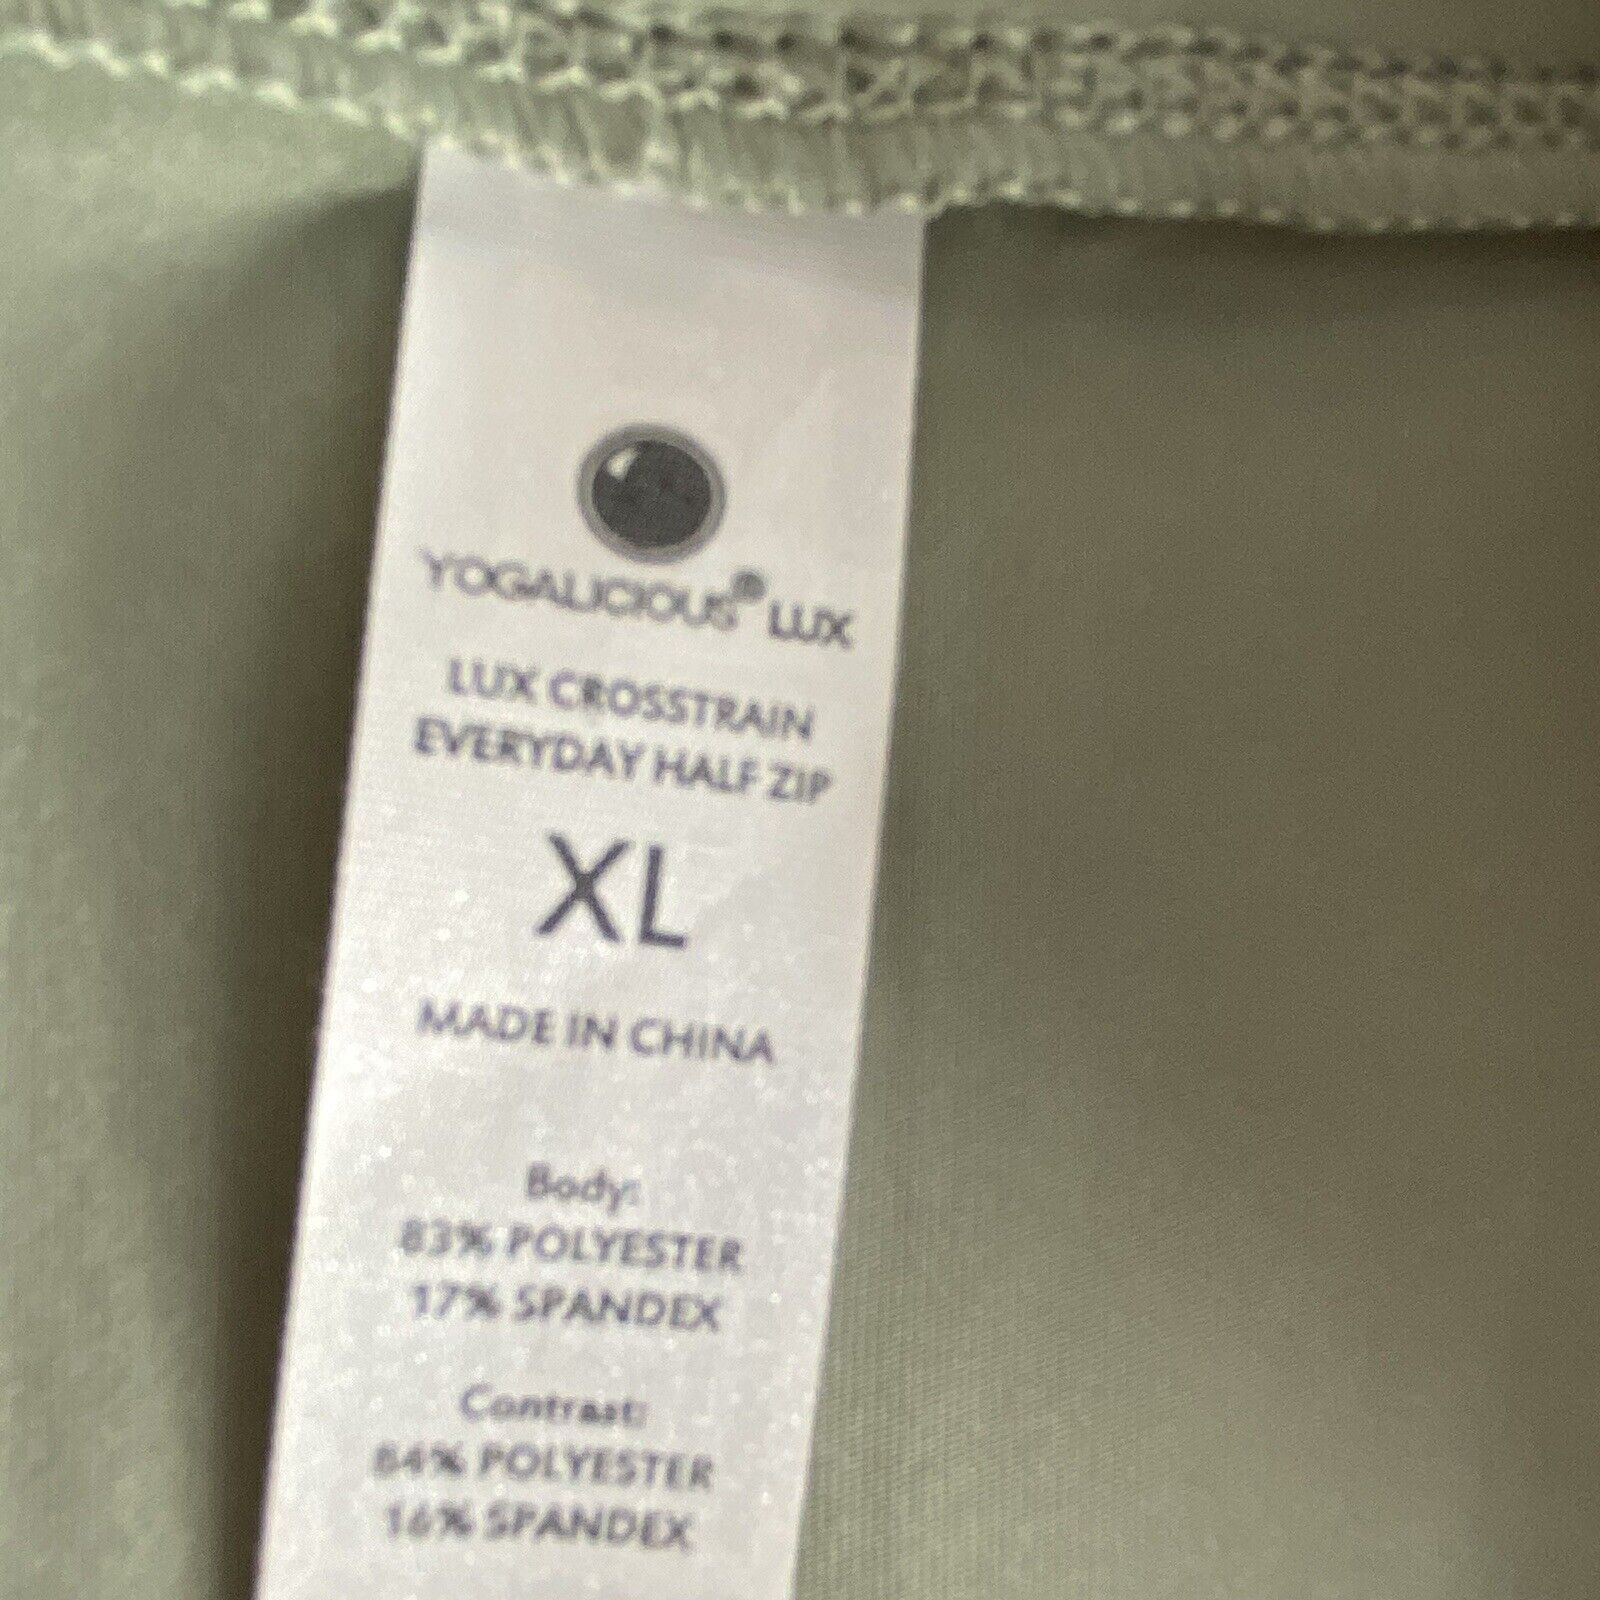 YOGALICIOUS® LUX
LUX CROSSTRAIN
EVERYDAY HALF ZIP
XL
MADE IN CHINA
Body:
83% POLYESTER
17% SPANDEX
Contrast:
84% POLYESTER
16% SPANDEX